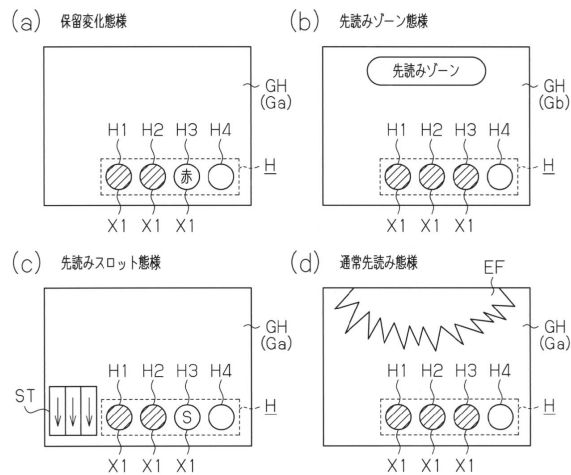 (a) 保留変化態様
GH
(Ga)
H1 H2 H3 H4
H
赤
X1 X1 X1
(b) 先読みゾーン態様
先読みゾーン
GH
(Gb)
H1 H2 H3 H4
H
X1 X1 X1
(c) 先読みスロット態様
GH
(Ga)
H1 H2 H3 H4
ST
H
S
X1 X1 X1
(d) 通常先読み態様
EF
GH
(Ga)
H1 H2 H3 H4
H
X1 X1 X1